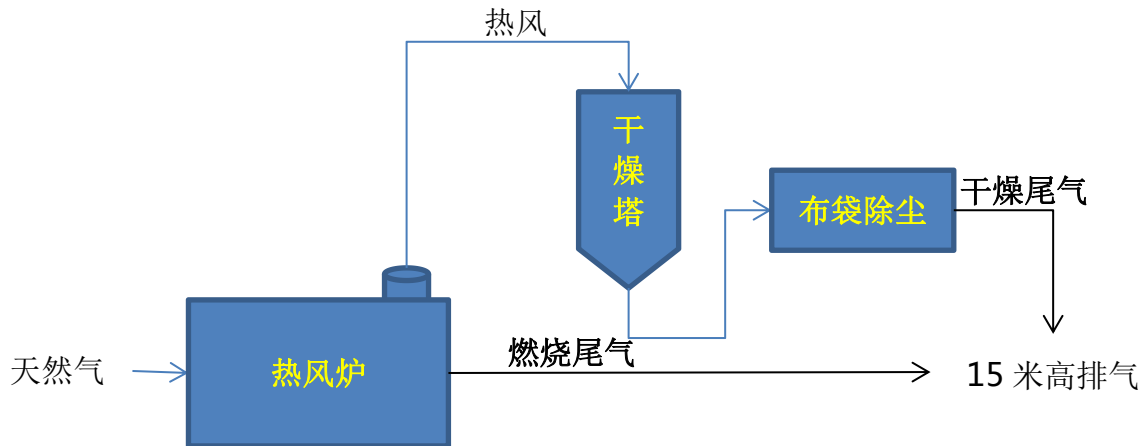 热风
干燥塔
布袋除尘
干燥尾气
燃烧尾气
天然气
热风炉
15 米高排气